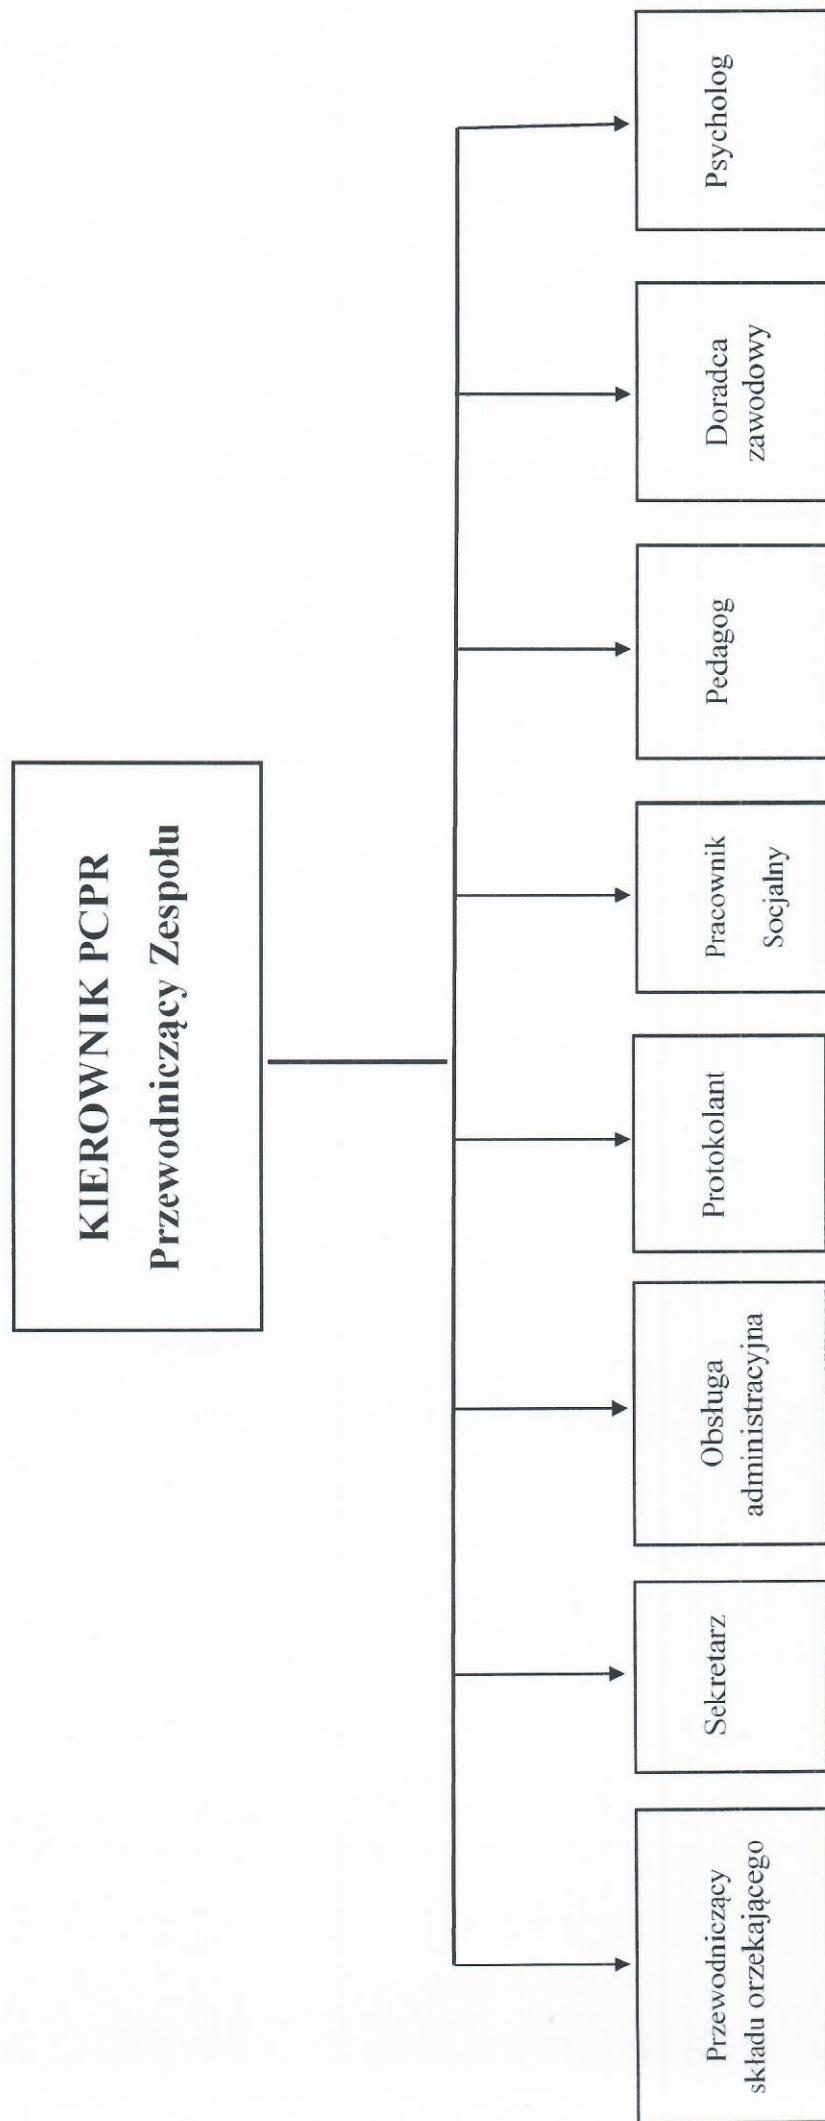 KIEROWNIK PCPR
Przewodniczący Zespołu
Przewodniczący
składu orzekającego
Sekretarz
Obsługa
administracyjna
Protokolant
Pracownik
Socjalny
Pedagog
Doradca
zawodowy
Psycholog